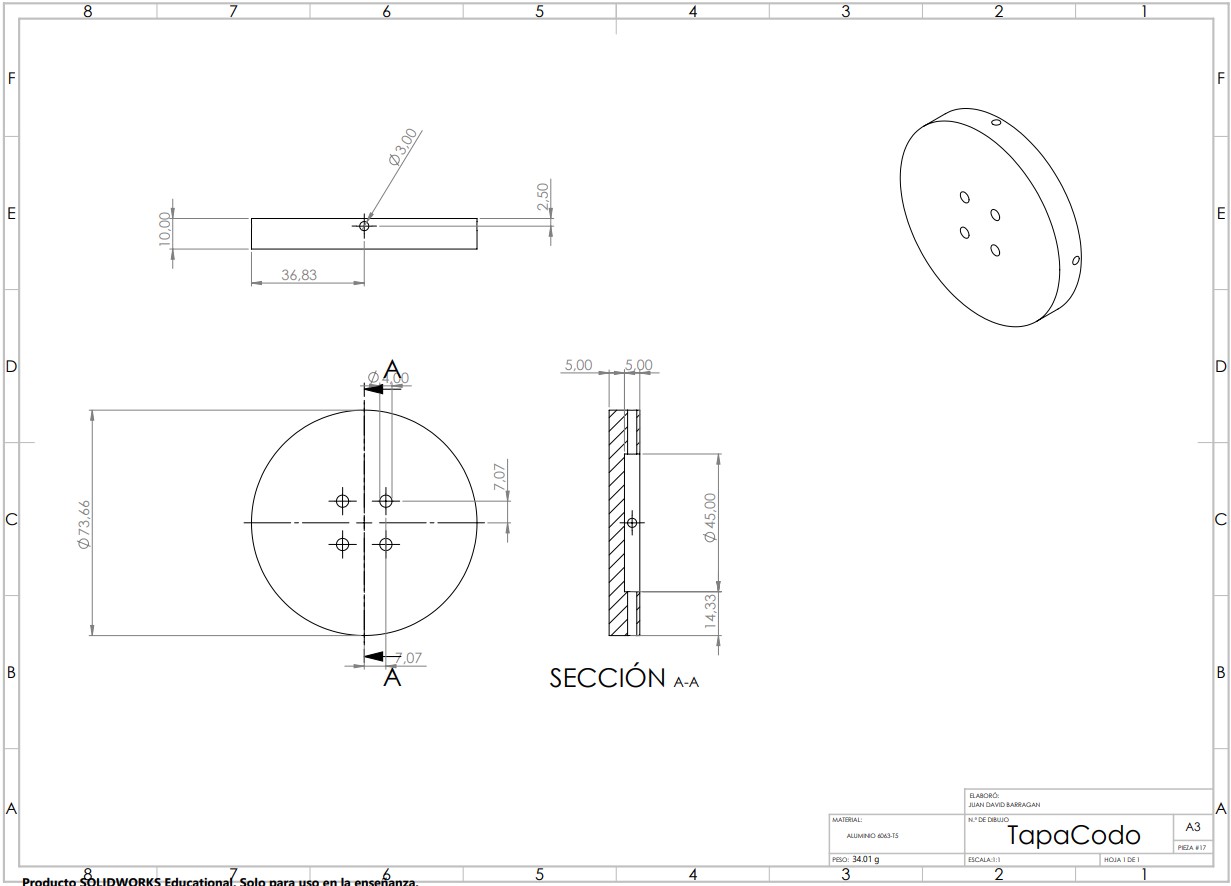 8 7 6 5 4 3 2 1
F F
Ø3,00
2,50
E E
10,00
36,83
D D
A
Ø4,00
5,00 5,00
7,07
C C
Ø73,66
Ø45,00
14,33
7,07
A
B B
SECCIÓN A-A
A A
ELABORÓ:
JUAN DAVID BARRAGAN
MATERIAL:
ALUMINIO 6063-T5
N.º DE DIBUJO
TapaCodo
A3
PIEZA #17
PESO: 34.01 g
ESCALA:1:1
HOJA 1 DE 1
8 7 6 5 4 3 2 1
Producto SOLIDWORKS Educational. Solo para uso en la enseñanza.